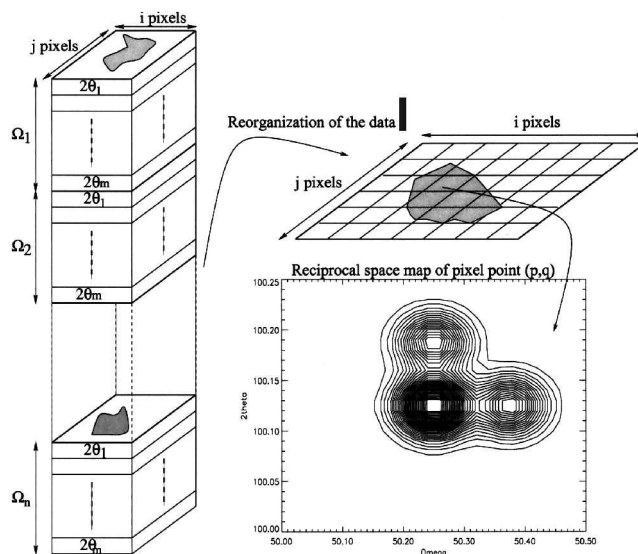 i pixels
j pixels
2θ1
Ω1
2θm
2θ1
Ω2
2θm
2θ1
Ωn
2θm
Reorganization of the data
i pixels
j pixels
Reciprocal space map of pixel point (p,q)
100.25
100.20
100.15
2theta
100.10
100.05
100.00
50.00 50.10 50.20 50.30 50.40 50.50
Omega